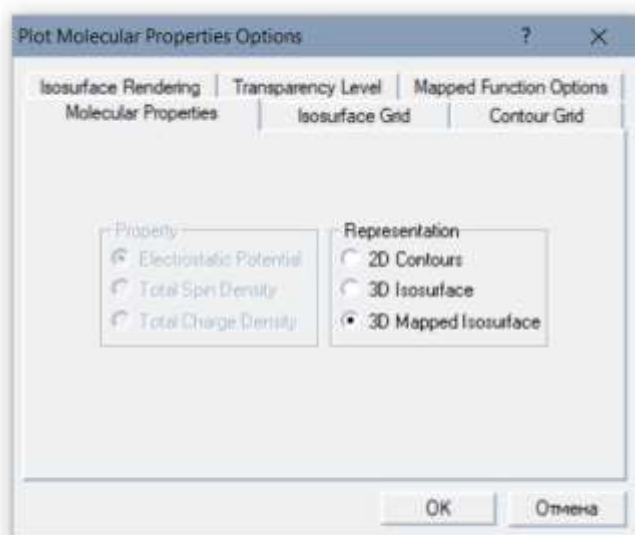 Plot Molecular Properties Options ? ×
Isosurface Rendering Transparency Level Mapped Function Options
Molecular Properties Isosurface Grid Contour Grid
Property
Electrostatic Potential
Total Spin Density
Total Charge Density
Representation
2D Contours
3D Isosurface
3D Mapped Isosurface
OK Отмена